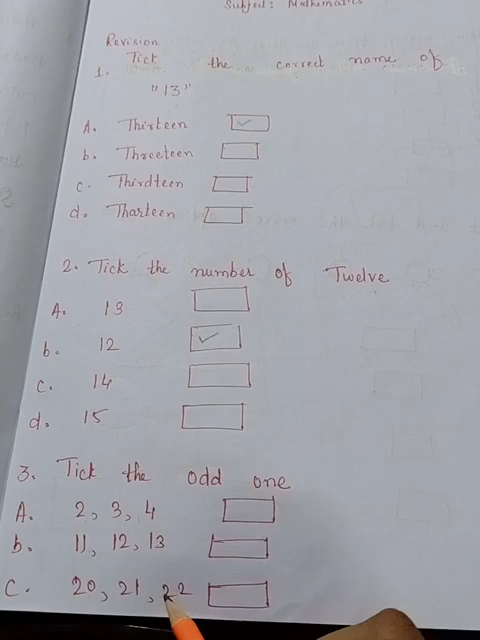 Subject: Mathematics
Revision
1. Tick the correct name of
"13"
A. Thirteen
b. Threeteen
c. Thirdteen
d. Tharteen
2. Tick the number of Twelve
A. 13
b. 12
c. 14
d. 15
3. Tick the odd one
A. 2, 3, 4
b. 11, 12, 13
C. 20, 21, 22